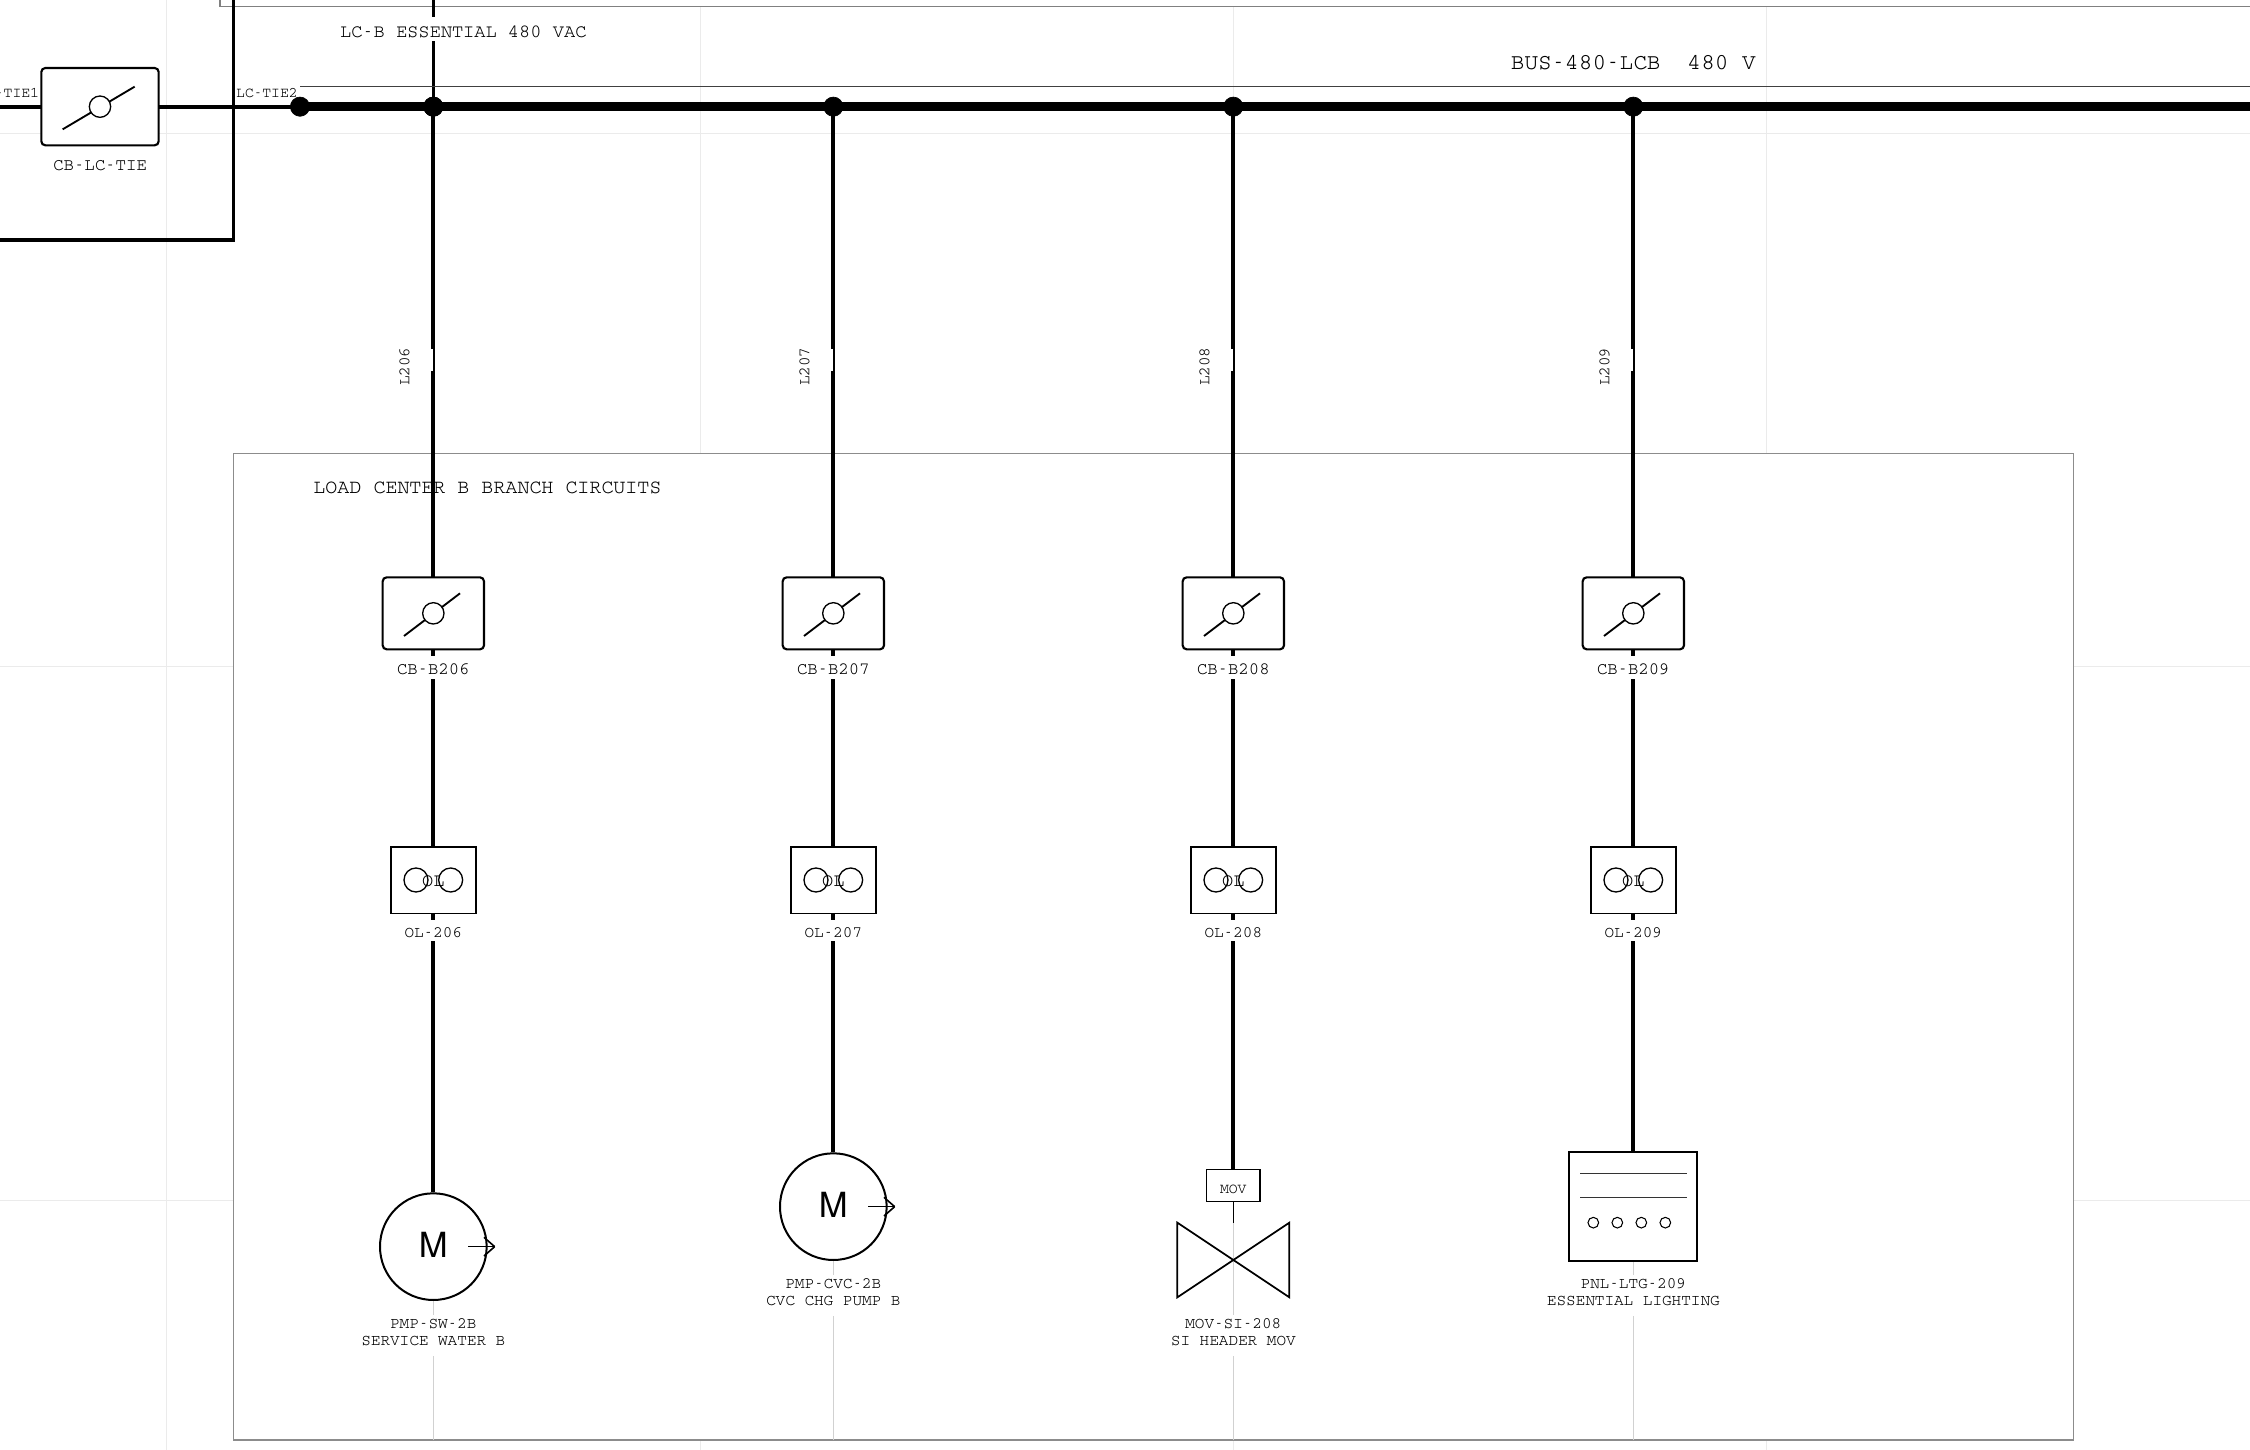 LC-B ESSENTIAL 480 VAC
BUS-480-LCB 480 V
-TIE1
LC-TIE2
CB-LC-TIE
L206
L207
L208
L209
LOAD CENTER B BRANCH CIRCUITS
CB-B206
CB-B207
CB-B208
CB-B209
OL
OL
OL
OL
OL-206
OL-207
OL-208
OL-209
MOV
M
M
PMP-CVC-2B
CVC CHG PUMP B
PNL-LTG-209
ESSENTIAL LIGHTING
PMP-SW-2B
SERVICE WATER B
MOV-SI-208
SI HEADER MOV